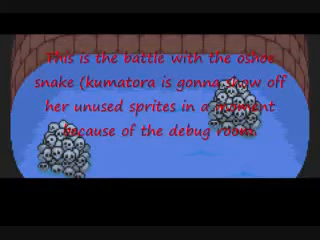 This is the battle with the oshoe
snake (kumatora is gonna show off
her unused sprites in a moment
because of the debug room.